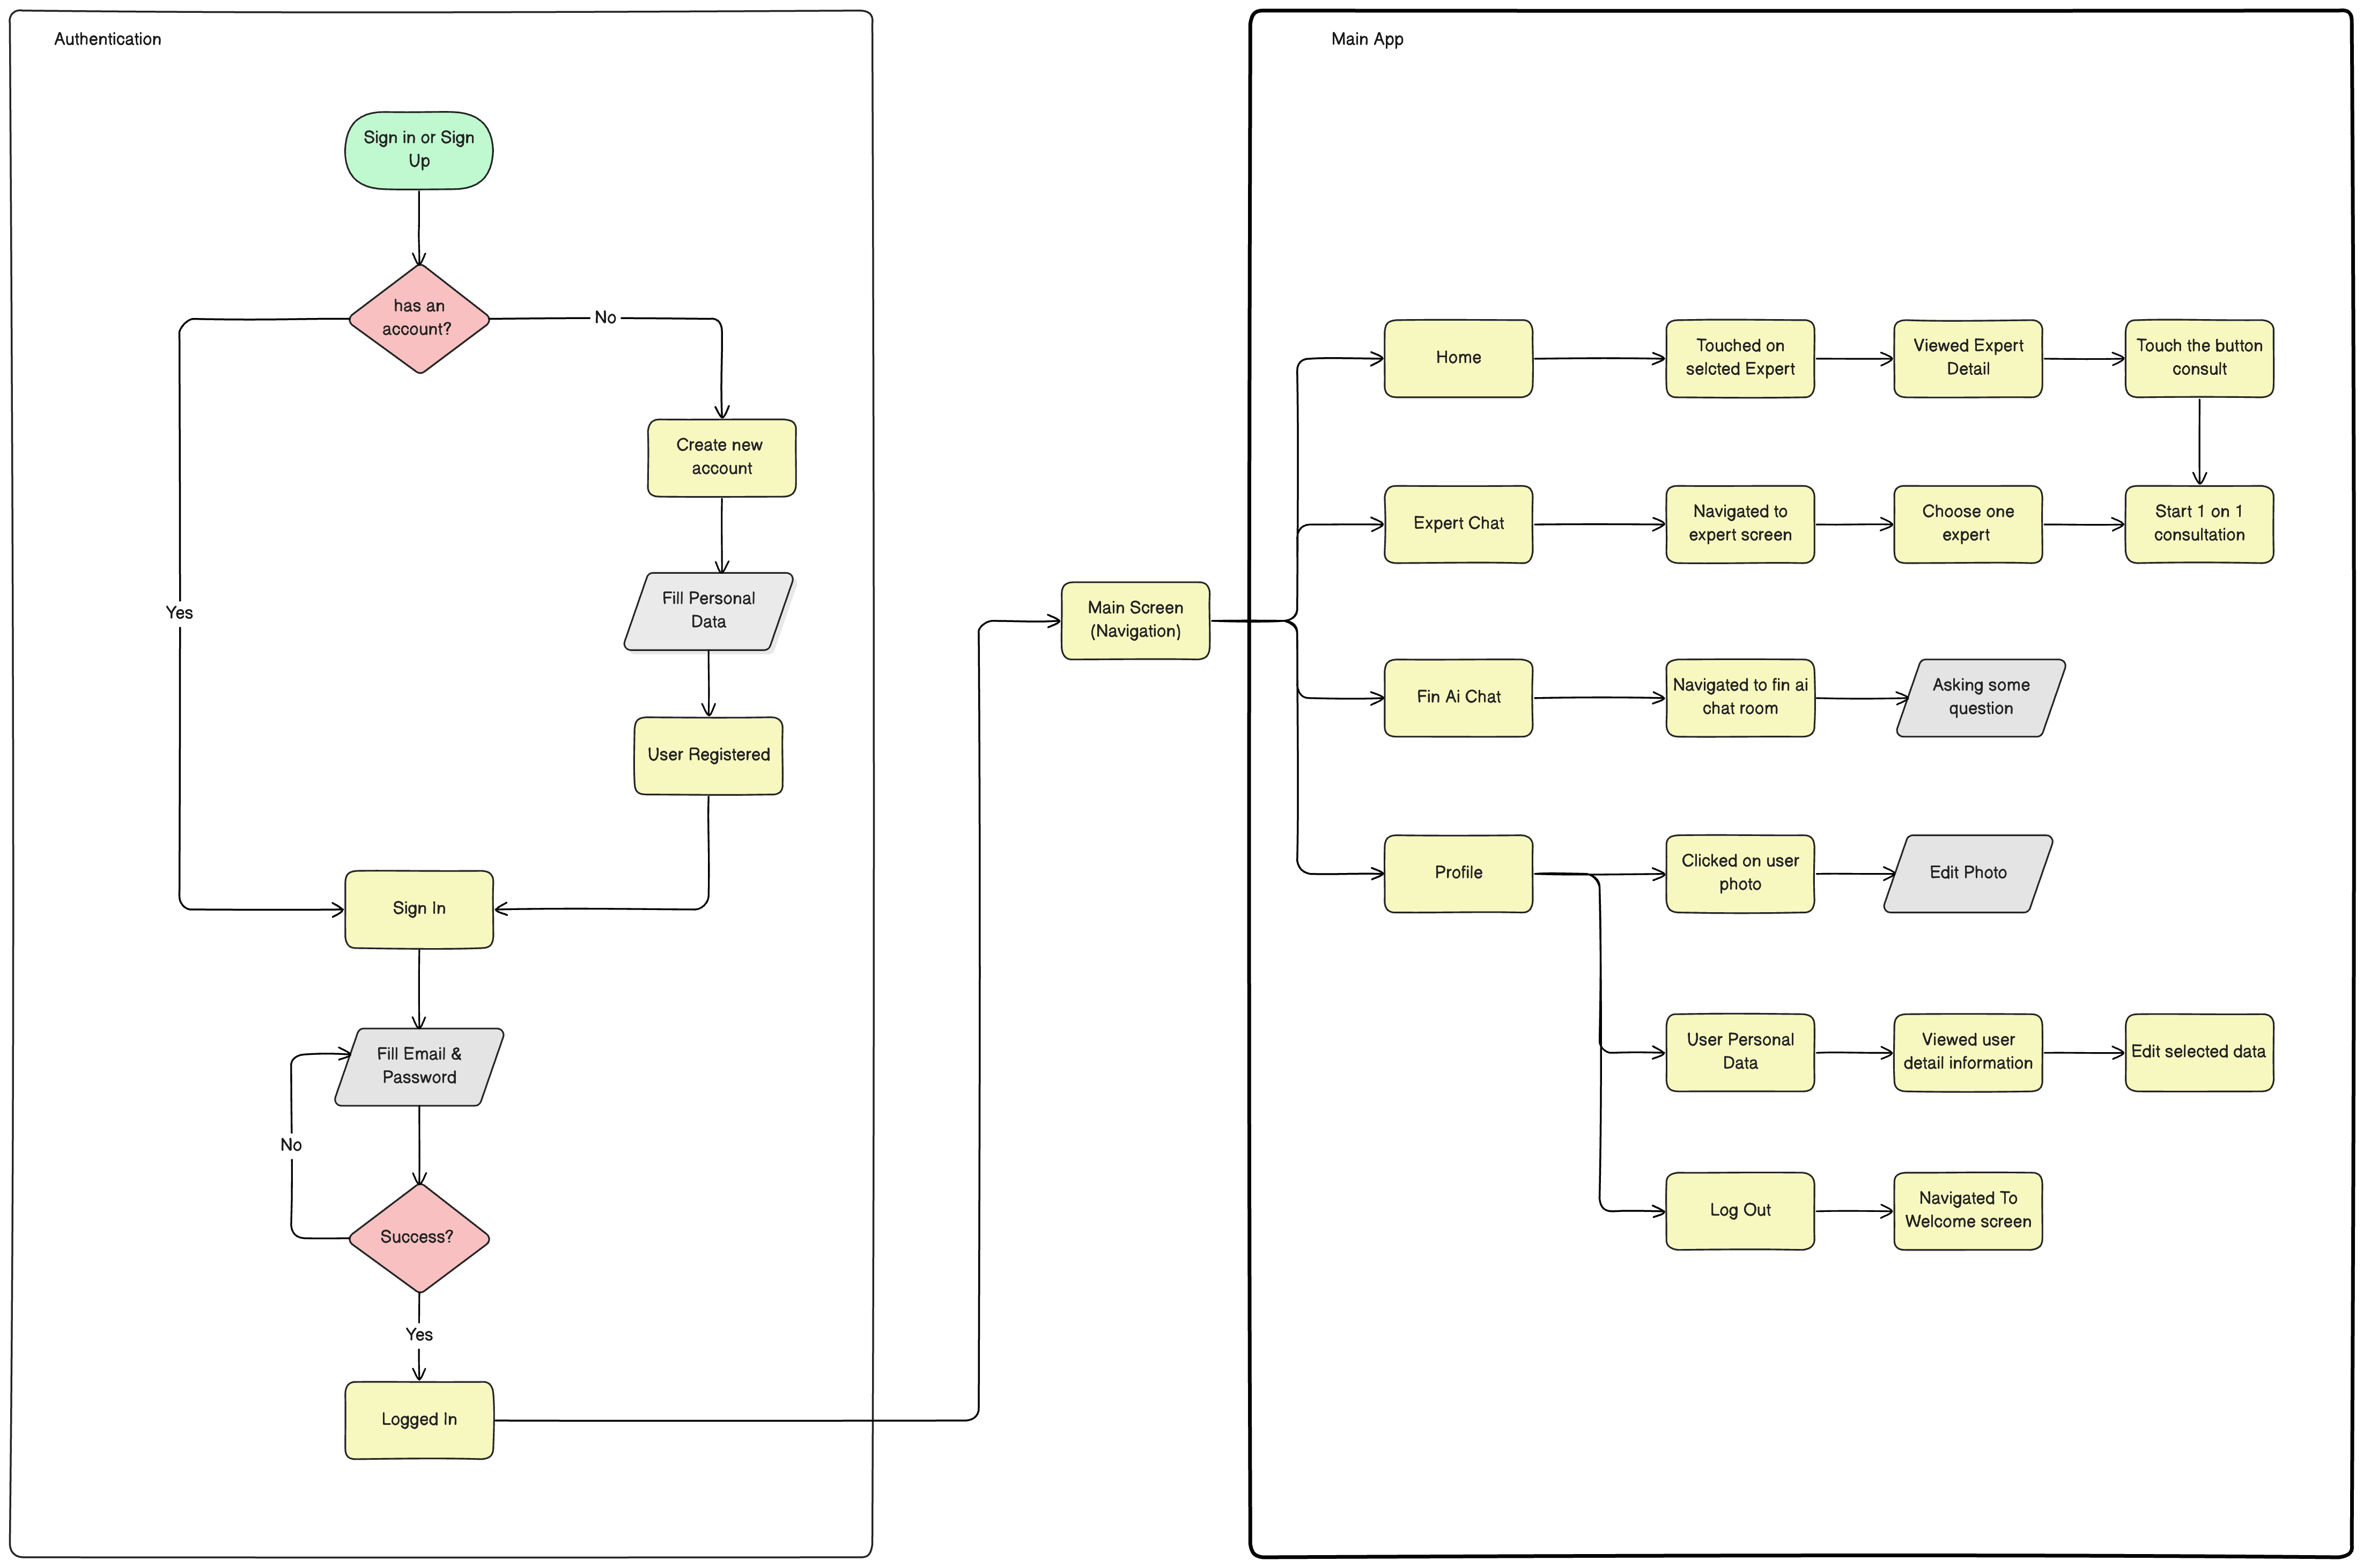 Authentication
Sign in or Sign
Up
has an
account?
No
Create new
account
Fill Personal
Data
Yes
User Registered
Sign In
Fill Email &
Password
No
Success?
Yes
Logged In
Main Screen
(Navigation)
Main App
Home
Touched on
selcted Expert
Viewed Expert
Detail
Touch the button
consult
Expert Chat
Navigated to
expert screen
Choose one
expert
Start 1 on 1
consultation
Fin Ai Chat
Navigated to fin ai
chat room
Asking some
question
Profile
Clicked on user
photo
Edit Photo
User Personal
Data
Viewed user
detail information
Edit selected data
Log Out
Navigated To
Welcome screen